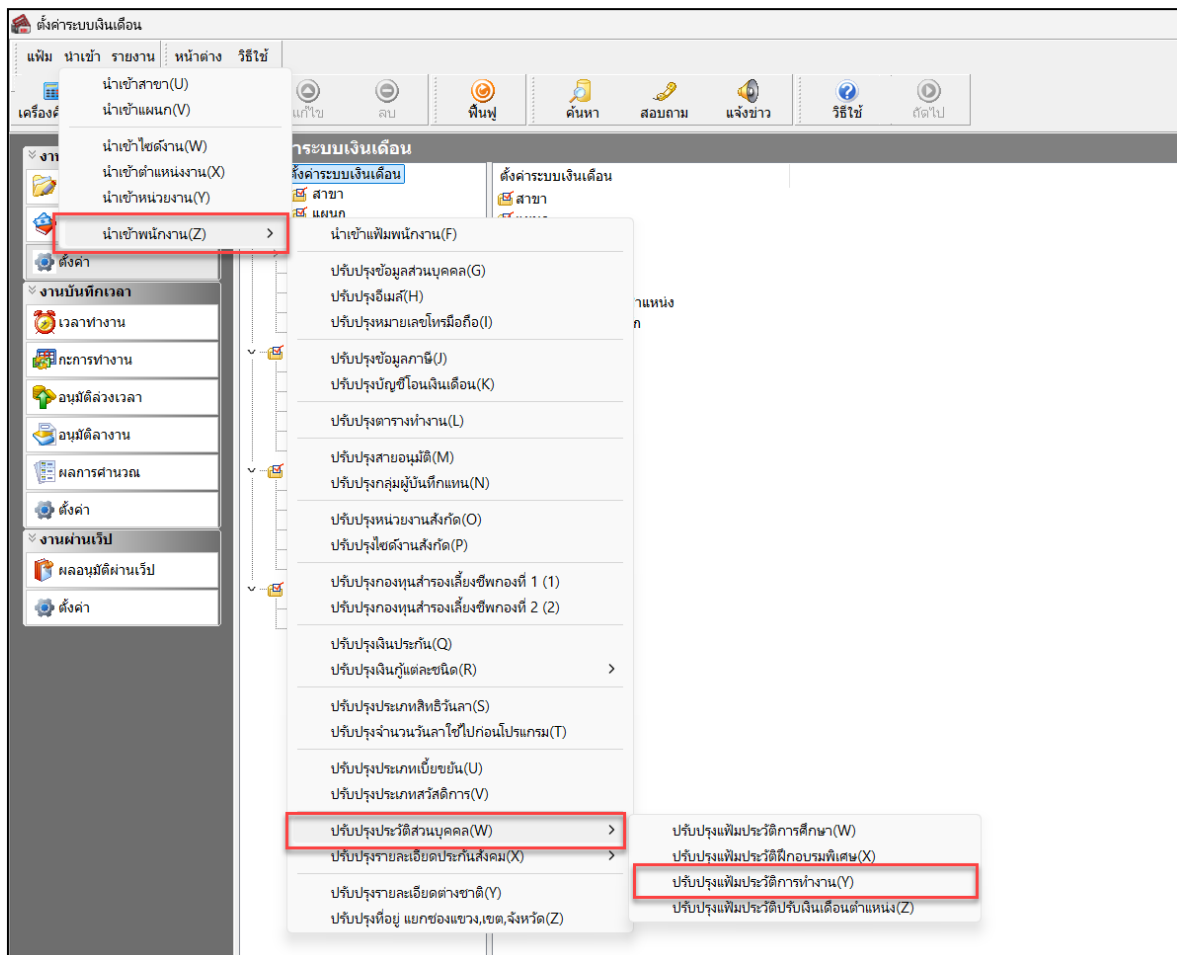 ตั้งค่าระบบเงินเดือน
แฟ้ม นำเข้า รายงาน หน้าต่าง วิธีใช้
นำเข้าสาขา(U)
นำเข้าแผนก(V)
นำเข้าไซด์งาน(W)
นำเข้าตำแหน่งงาน(X)
นำเข้าหน่วยงาน(Y)
นำเข้าพนักงาน(Z)
ลบ ฟื้นฟู ค้นหา สอบถาม แจ้งข่าว วิธีใช้ ถัดไป
ตั้งค่าระบบเงินเดือน
สาขา
แผนก
ตั้งค่าระบบเงินเดือน
สาขา
ตั้งค่า
งานบันทึกเวลา
เวลาทำงาน
กะการทำงาน
อนุมัติล่วงเวลา
อนุมัติลางาน
ผลการคำนวณ
ตั้งค่า
งานผ่านเว็ป
ผลอนุมัติผ่านเว็ป
ตั้งค่า
นำเข้าแฟ้มพนักงาน(F)
ปรับปรุงข้อมูลส่วนบุคคล(G)
ปรับปรุงอีเมล์(H)
ปรับปรุงหมายเลขโทรมือถือ(I)
ปรับปรุงข้อมูลภาษี(J)
ปรับปรุงบัญชีโอนเงินเดือน(K)
ปรับปรุงตารางทำงาน(L)
ปรับปรุงสายอนุมัติ(M)
ปรับปรุงกลุ่มผู้บันทึกแทน(N)
ปรับปรุงหน่วยงานสังกัด(O)
ปรับปรุงไซด์งานสังกัด(P)
ปรับปรุงกองทุนสำรองเลี้ยงชีพกองที่ 1 (1)
ปรับปรุงกองทุนสำรองเลี้ยงชีพกองที่ 2 (2)
ปรับปรุงเงินประกัน(Q)
ปรับปรุงเงินกู้แต่ละชนิด(R)
ปรับปรุงประเภทสิทธิวันลา(S)
ปรับปรุงจำนวนวันลาใช้ไปก่อนโปรแกรม(T)
ปรับปรุงประเภทเบี้ยขยัน(U)
ปรับปรุงประเภทสวัสดิการ(V)
ปรับปรุงประวัติส่วนบุคคล(W)
ปรับปรุงรายละเอียดประกันสังคม(X)
ปรับปรุงรายละเอียดต่างชาติ(Y)
ปรับปรุงที่อยู่ แยกช่องแขวง,เขต,จังหวัด(Z)
ปรับปรุงแฟ้มประวัติการศึกษา(W)
ปรับปรุงแฟ้มประวัติฝึกอบรมพิเศษ(X)
ปรับปรุงแฟ้มประวัติการทำงาน(Y)
ปรับปรุงแฟ้มประวัติปรับเงินเดือนตำแหน่ง(Z)